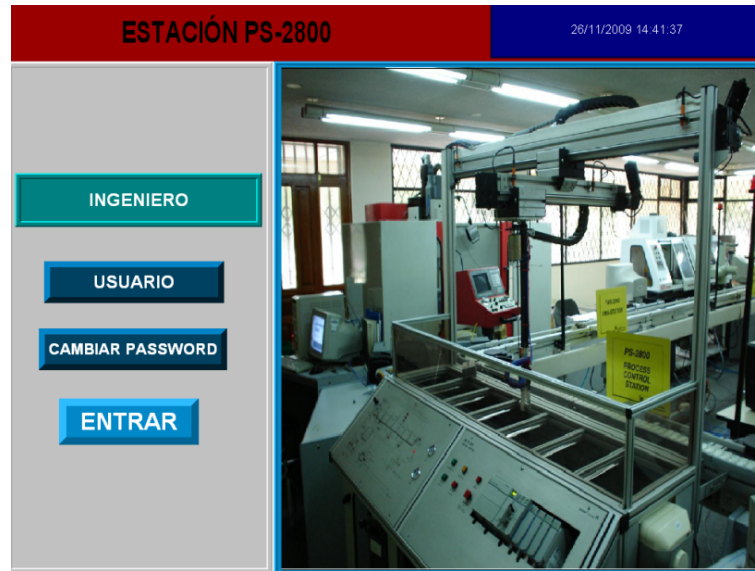 ESTACIÓN PS-2800
26/11/2009 14:41:37
INGENIERO
USUARIO
CAMBIAR PASSWORD
ENTRAR
PS-2800
PROCESS
CONTROL
STATION